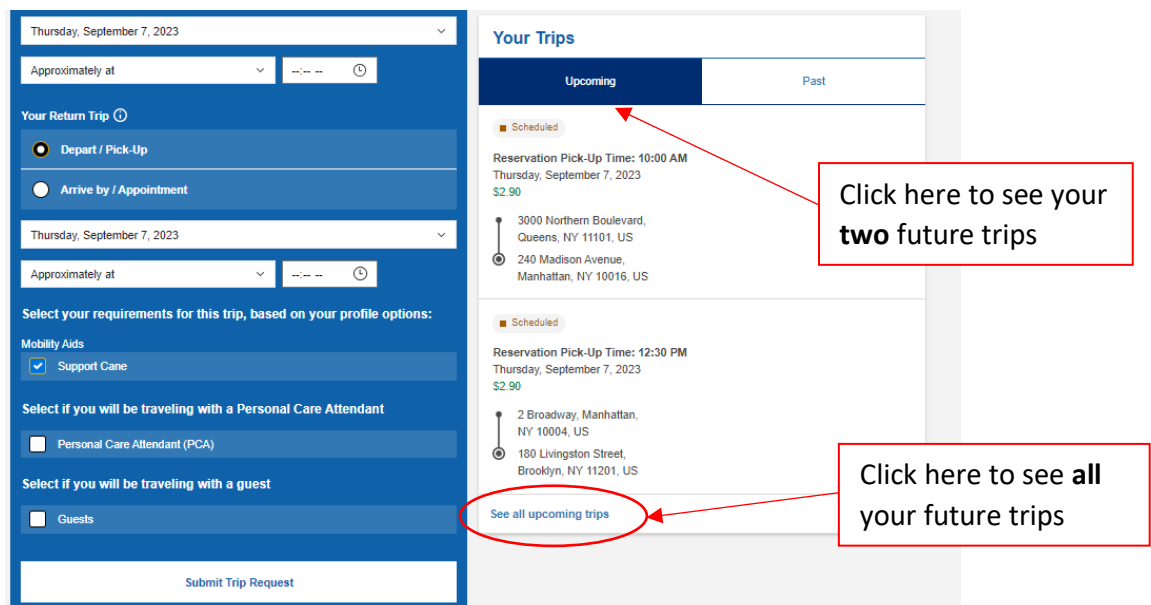 Thursday, September 7, 2023
Approximately at
--:-- --
Your Return Trip
Depart / Pick-Up
Arrive by / Appointment
Thursday, September 7, 2023
Approximately at
--:-- --
Select your requirements for this trip, based on your profile options:
Mobility Aids
Support Cane
Select if you will be traveling with a Personal Care Attendant
Personal Care Attendant (PCA)
Select if you will be traveling with a guest
Guests
Submit Trip Request
Your Trips
Upcoming
Past
Scheduled
Reservation Pick-Up Time: 10:00 AM
Thursday, September 7, 2023
$2.90
3000 Northern Boulevard,
Queens, NY 11101, US
240 Madison Avenue,
Manhattan, NY 10016, US
Scheduled
Reservation Pick-Up Time: 12:30 PM
Thursday, September 7, 2023
$2.90
2 Broadway, Manhattan,
NY 10004, US
180 Livingston Street,
Brooklyn, NY 11201, US
See all upcoming trips
Click here to see your
two future trips
Click here to see all
your future trips